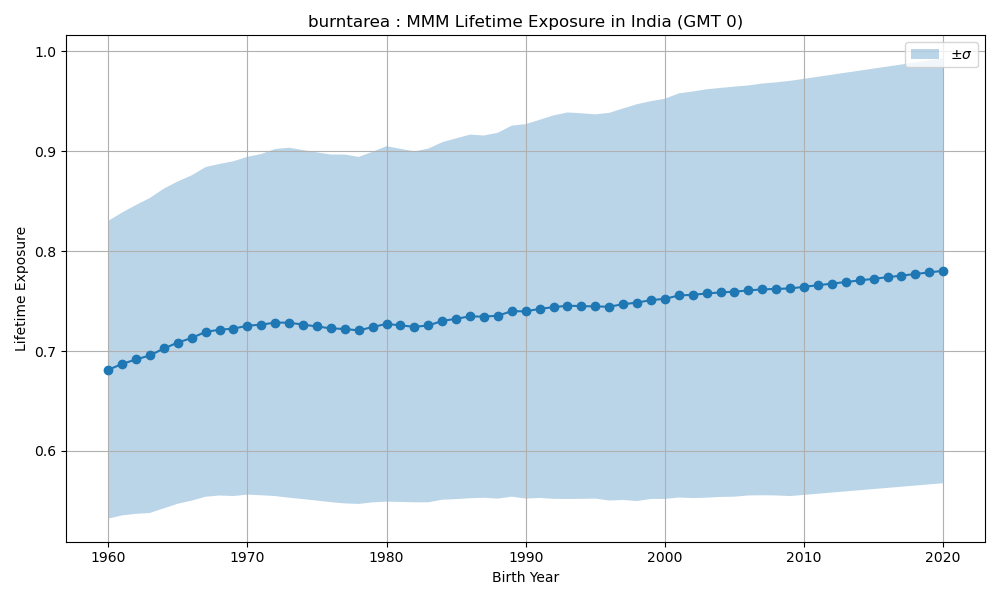 burntarea : MMM Lifetime Exposure in India (GMT 0)
±σ
1.0
0.9
0.8
0.7
0.6
Lifetime Exposure
1960 1970 1980 1990 2000 2010 2020
Birth Year